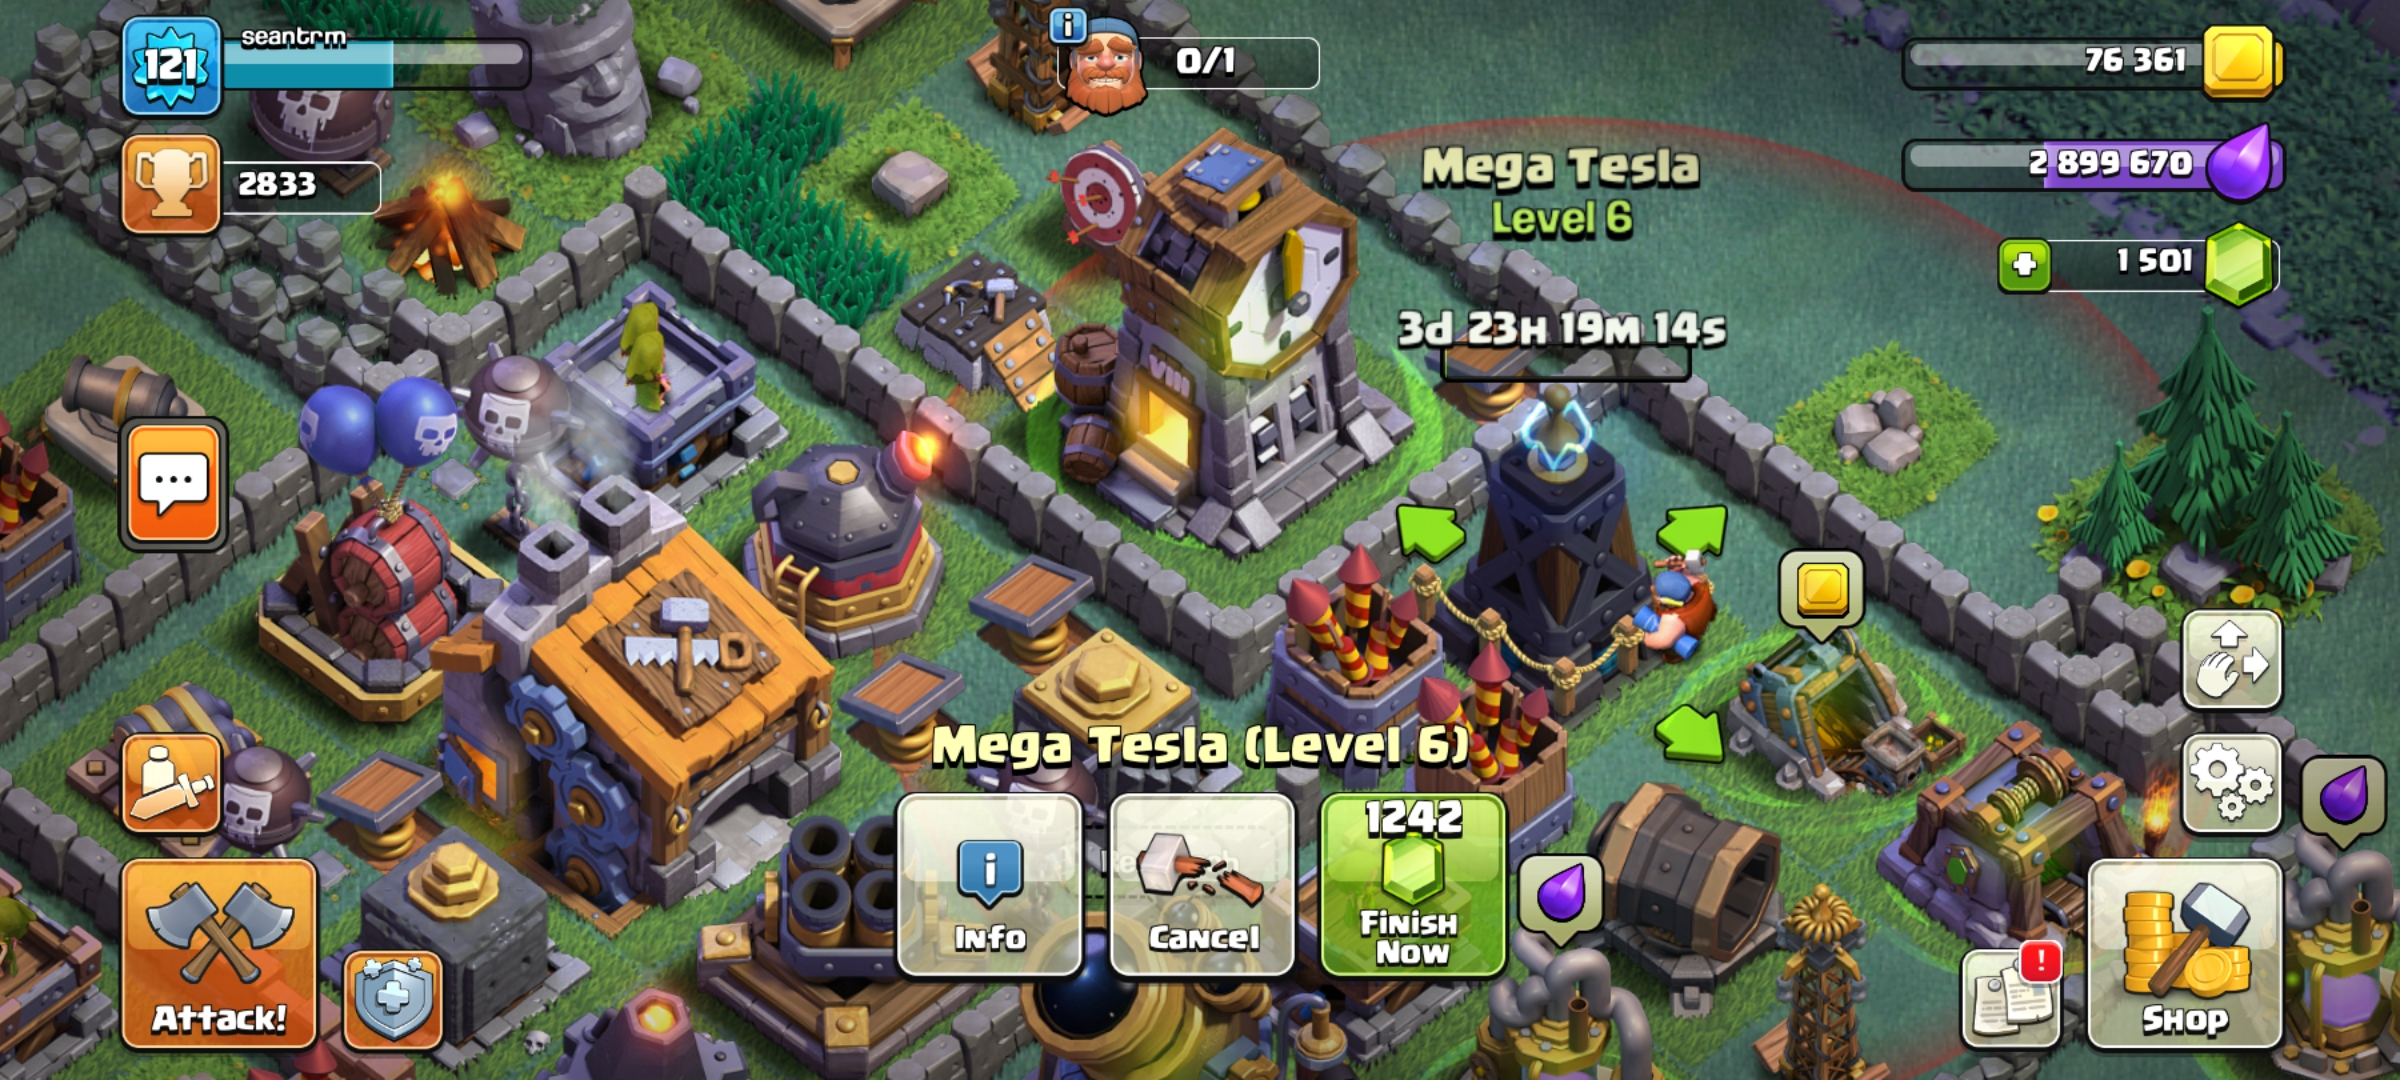 121
seantrm
0/1
76 361
2833
2 899 670
1 501
Mega Tesla
Level 6
3d 23H 19M 14s
VIII
Mega Tesla (Level 6)
Info
Cancel
1242
Finish
Now
Attack!
Shop